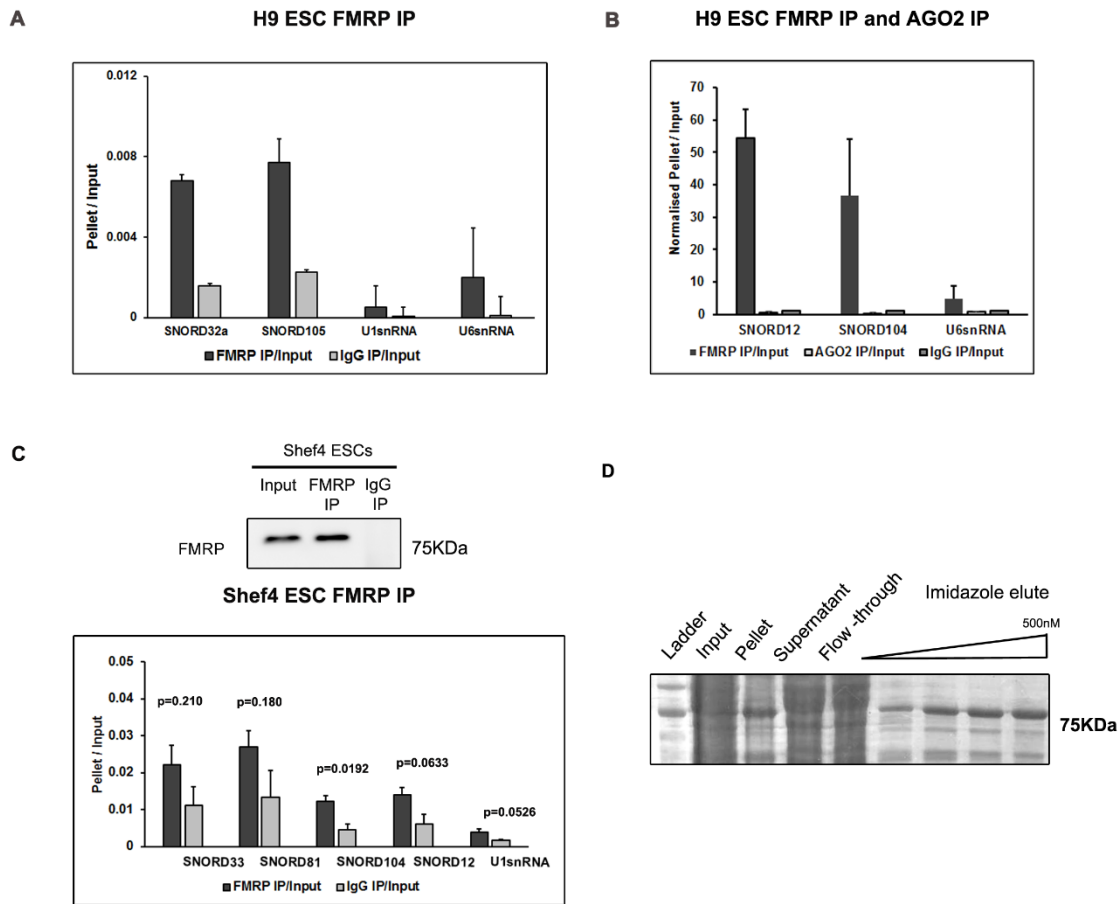 A
H9 ESC FMRP IP
0.012
0.008
0.004
0
Pellet / Input
SNORD32a SNORD105 U1snRNA U6snRNA
FMRP IP/Input IgG IP/Input
B
H9 ESC FMRP IP and AGO2 IP
70
60
50
40
30
20
10
0
Normalised Pellet / Input
SNORD12 SNORD104 U6snRNA
FMRP IP/Input AGO2 IP/Input IgG IP/Input
C
Shef4 ESCs
Input FMRP IgG
IP IP
FMRP 75KDa
Shef4 ESC FMRP IP
0.05
0.04
0.03
0.02
0.01
0
Pellet / Input
p=0.210 p=0.180 p=0.0192 p=0.0633 p=0.0526
SNORD33 SNORD81 SNORD104 SNORD12 U1snRNA
FMRP IP/Input IgG IP/Input
D
Ladder Input Pellet Supernatant Flow -through
Imidazole elute
500nM
75KDa